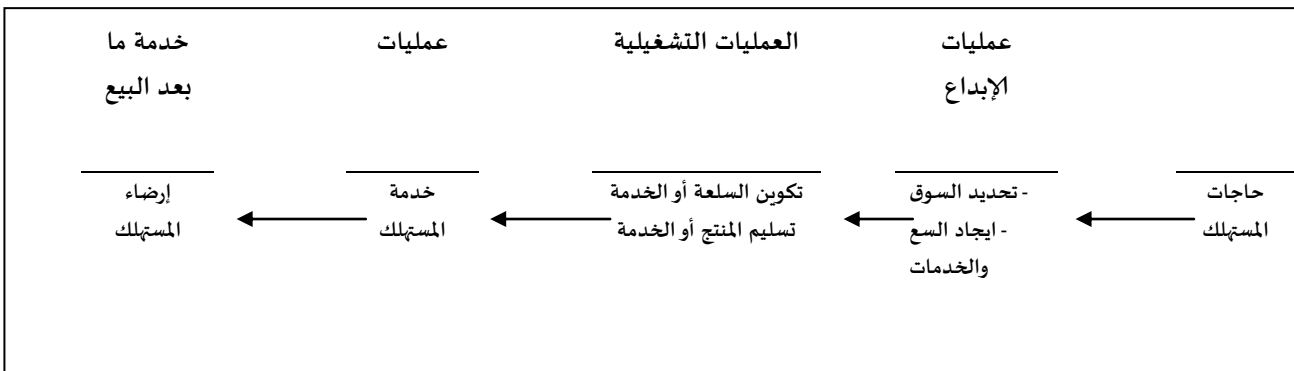 عمليات
الإبداع
العمليات التشغيلية
عمليات
خدمة ما
بعد البيع
حاجات
المستهلك
- تحديد السوق
- ايجاد السع
والخدمات
تكوين السلعة أو الخدمة
تسليم المنتج أو الخدمة
خدمة
المستهلك
إرضاء
المستهلك